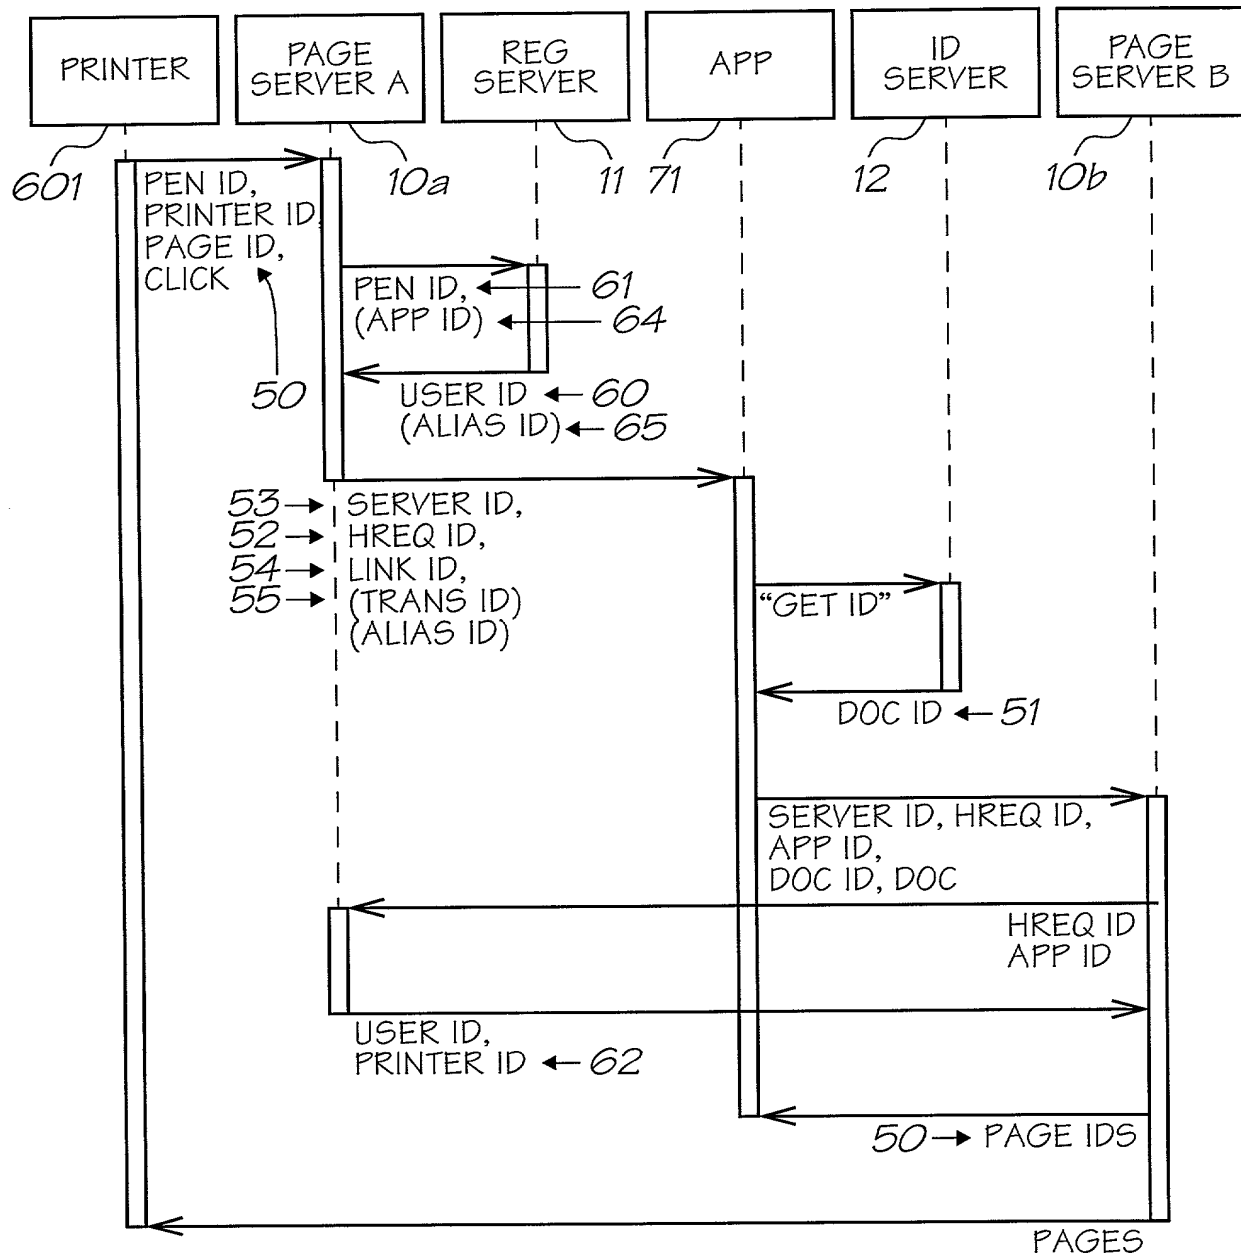 PRINTER
PAGE
SERVER A
REG
SERVER
APP
ID
SERVER
PAGE
SERVER B
601
10a
11
71
12
10b
PEN ID,
PRINTER ID,
PAGE ID,
CLICK
50
PEN ID,
61
(APP ID)
64
USER ID
60
(ALIAS ID)
65
53
SERVER ID,
52
HREQ ID,
54
LINK ID,
55
(TRANS ID)
(ALIAS ID)
"GET ID"
DOC ID
51
SERVER ID, HREQ ID,
APP ID,
DOC ID, DOC
HREQ ID
APP ID
USER ID,
PRINTER ID
62
50
PAGE IDS
PAGES